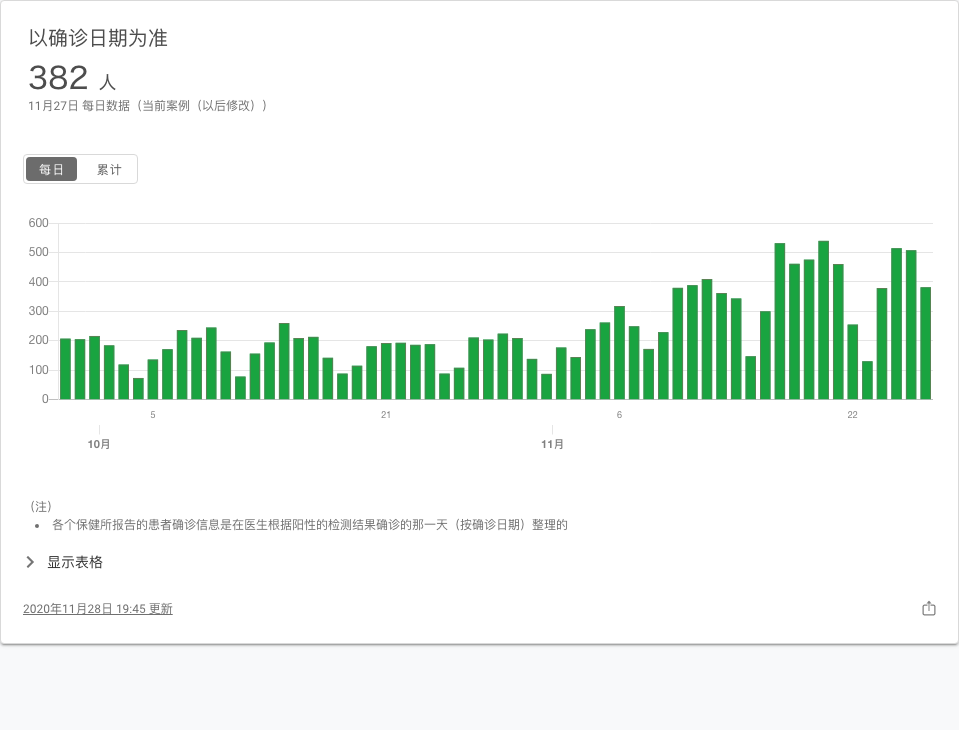 以确诊日期为准
382 人
11月27日 每日数据（当前案例（以后修改））
每日 累计
600
500
400
300
200
100
0
5 21 6 22
10月 11月
（注）
• 各个保健所报告的患者确诊信息是在医生根据阳性的检测结果确诊的那一天（按确诊日期）整理的
显示表格
2020年11月28日 19:45 更新